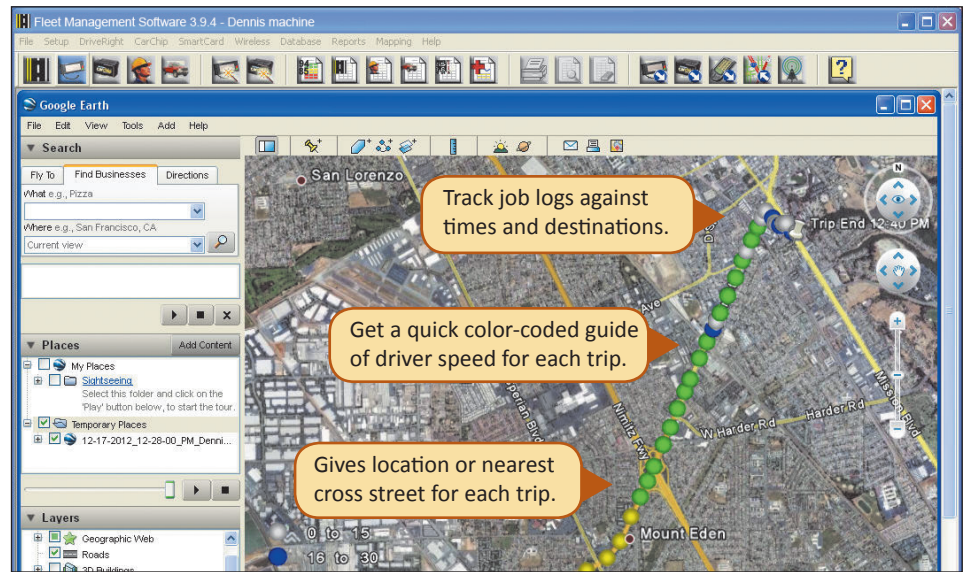 Fleet Management Software 3.9.4 - Dennis machine
File Setup DriveRight CarChip SmartCard Wireless Database Reports Mapping Help
Google Earth
File Edit View Tools Add Help
Search
Fly To Find Businesses Directions
What e.g., Pizza
Where e.g., San Francisco, CA
Current view
Places Add Content
My Places
Sightseeing
Select this folder and click on the
'Play' button below, to start the tour.
Temporary Places
12-17-2012_12-28-00_PM_Denni...
Layers
Geographic Web
Roads
3D Buildings
San Lorenzo
Track job logs against
times and destinations.
N
Trip End 12:40 PM
Ave
Get a quick color-coded guide
of driver speed for each trip.
Mission Blvd
Harder Rd
W Harder Rd
Nimitz Fwy
Gives location or nearest
cross street for each trip.
Mount Eden
0 to 15
16 to 30